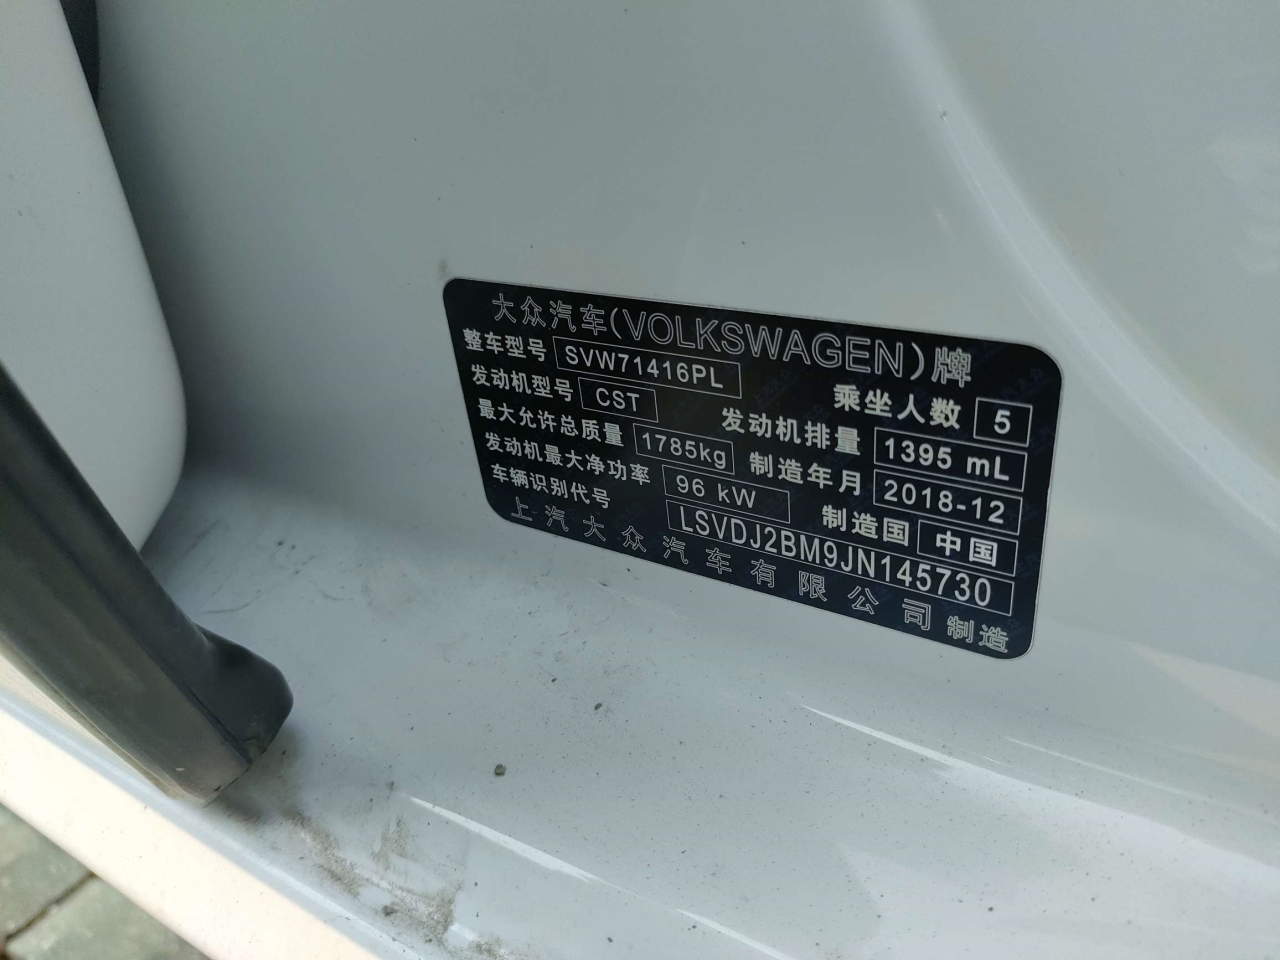 大众汽车(VOLKSWAGEN)牌
整车型号 SVW71416PL 乘坐人数 5
发动机型号 CST 发动机排量 1395 mL
最大允许总质量 1785kg 制造年月 2018-12
发动机最大净功率 96 kW 制造国 中国
车辆识别代号 LSVDJ2BM9JN145730
上汽大众汽车有限公司 制造